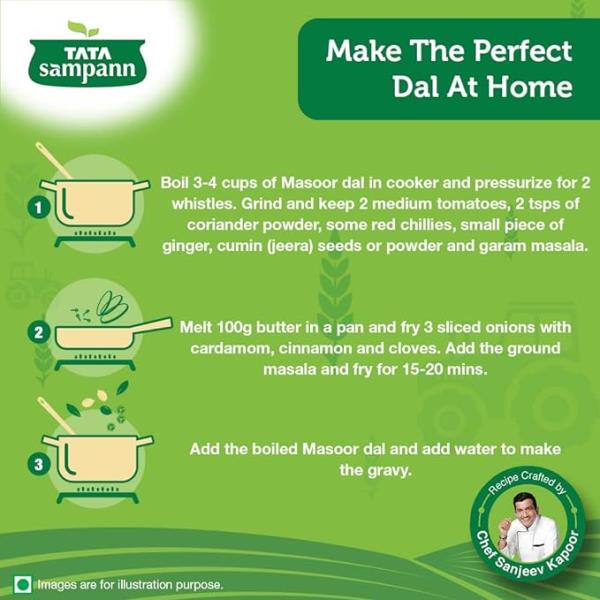 TATA
sampann
Make The Perfect
Dal At Home
1
Boil 3-4 cups of Masoor dal in cooker and pressurize for 2
whistles. Grind and keep 2 medium tomatoes, 2 tsps of
coriander powder, some red chillies, small piece of
ginger, cumin (jeera) seeds or powder and garam masala.
2
Melt 100g butter in a pan and fry 3 sliced onions with
cardamom, cinnamon and cloves. Add the ground
masala and fry for 15-20 mins.
3
Add the boiled Masoor dal and add water to make
the gravy.
Recipe Crafted by
Chef Sanjeev Kapoor
Images are for illustration purpose.